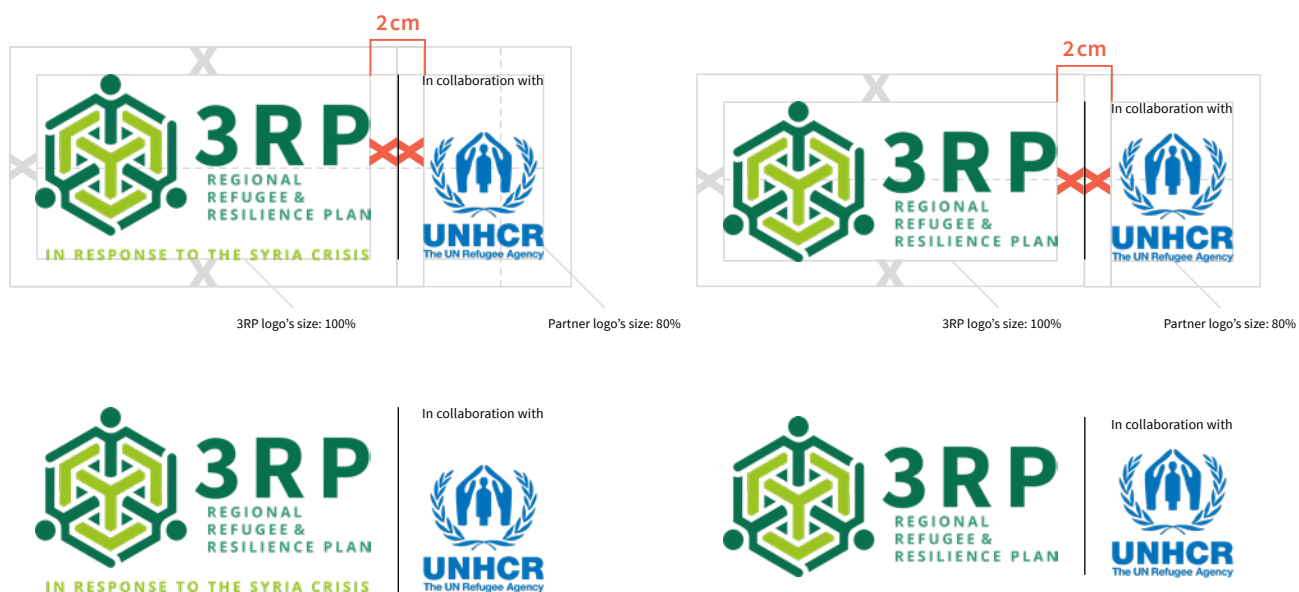 2cm
In collaboration with
3RP
REGIONAL
REFUGEE &
RESILIENCE PLAN
IN RESPONSE TO THE SYRIA CRISIS
UNHCR
The UN Refugee Agency
3RP logo's size: 100%
Partner logo's size: 80%
2cm
In collaboration with
3RP
REGIONAL
REFUGEE &
RESILIENCE PLAN
UNHCR
The UN Refugee Agency
3RP logo's size: 100%
Partner logo's size: 80%
In collaboration with
3RP
REGIONAL
REFUGEE &
RESILIENCE PLAN
IN RESPONSE TO THE SYRIA CRISIS
UNHCR
The UN Refugee Agency
In collaboration with
3RP
REGIONAL
REFUGEE &
RESILIENCE PLAN
UNHCR
The UN Refugee Agency